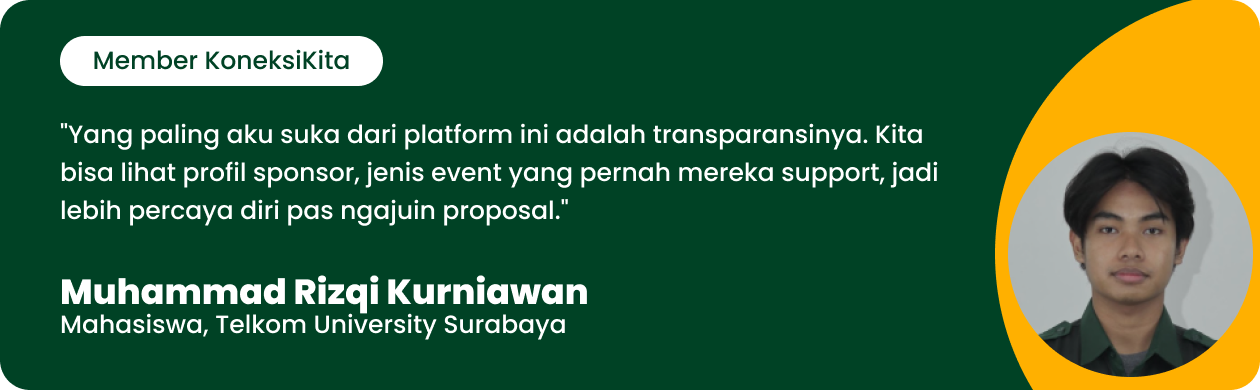 Member KoneksiKita
"Yang paling aku suka dari platform ini adalah transparansinya. Kita
bisa lihat profil sponsor, jenis event yang pernah mereka support, jadi
lebih percaya diri pas ngajuin proposal."
Muhammad Rizqi Kurniawan
Mahasiswa, Telkom University Surabaya